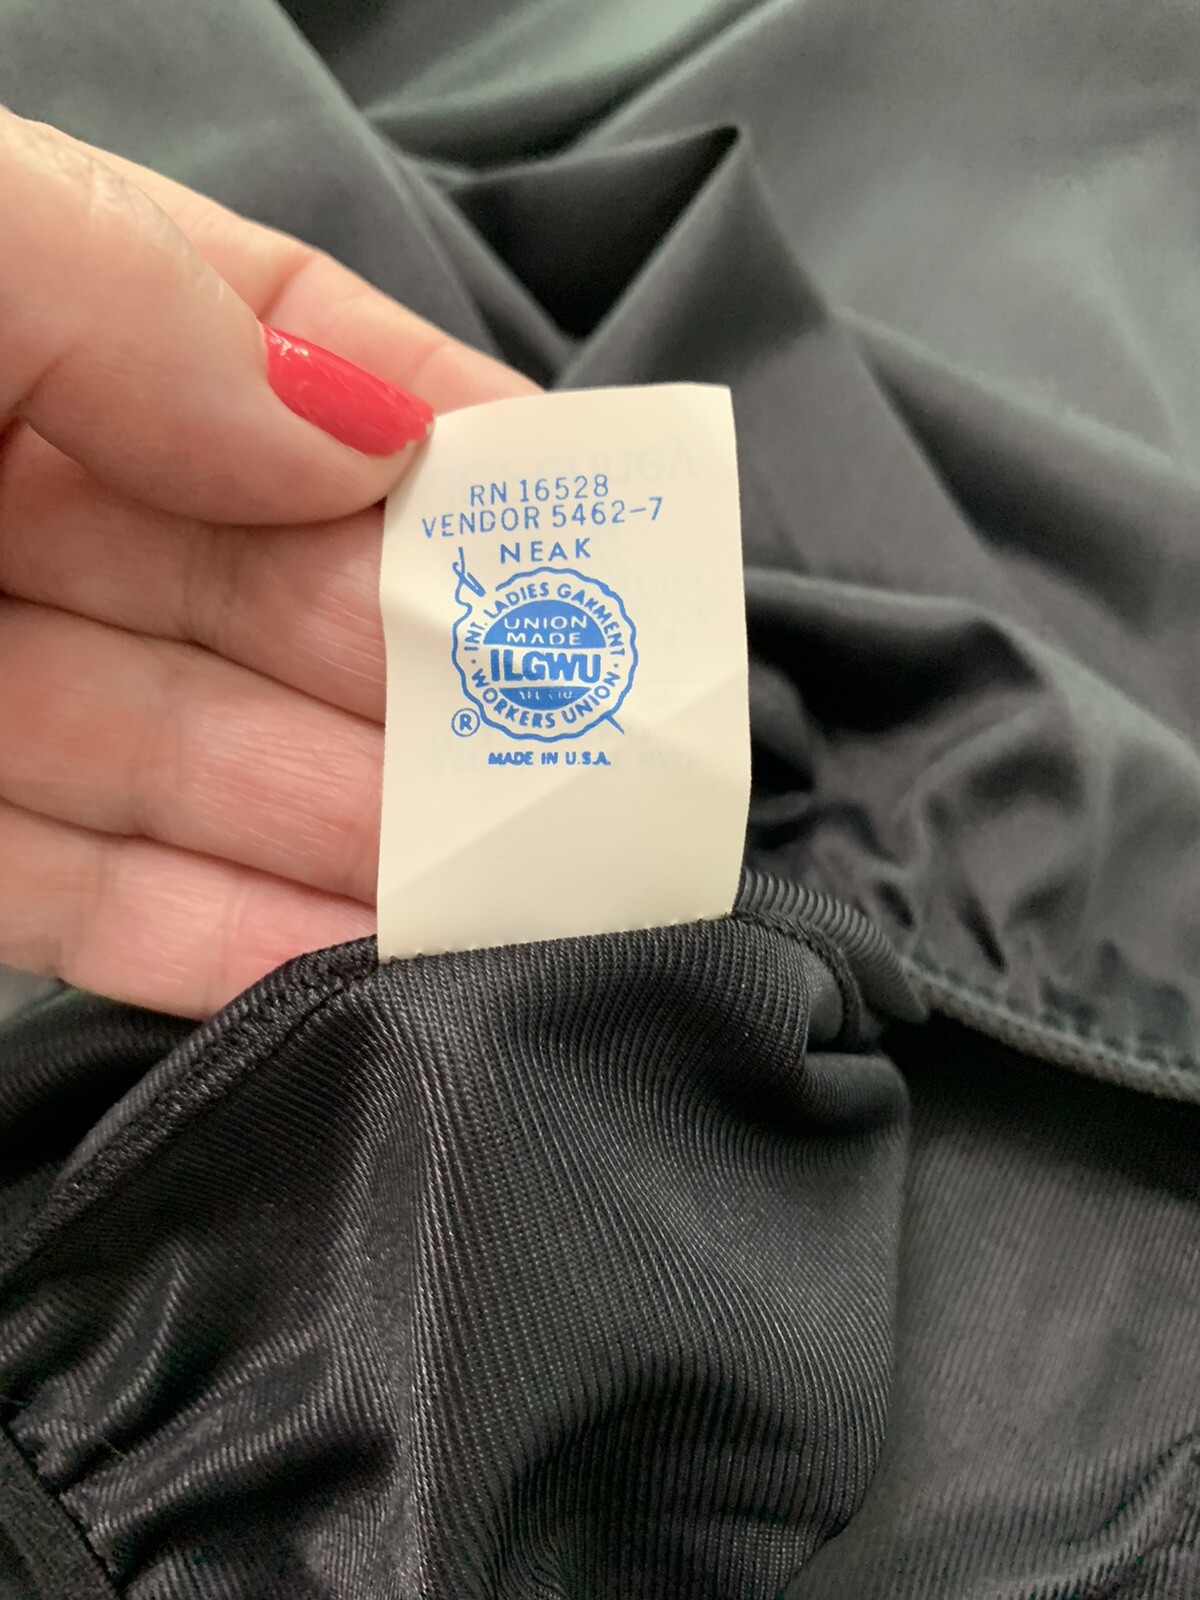 RN 16528
VENDOR 5462-7
NEAK
INT. LADIES GARMENT
UNION
MADE
ILGWU
WORKERS UNION
®
MADE IN U.S.A.